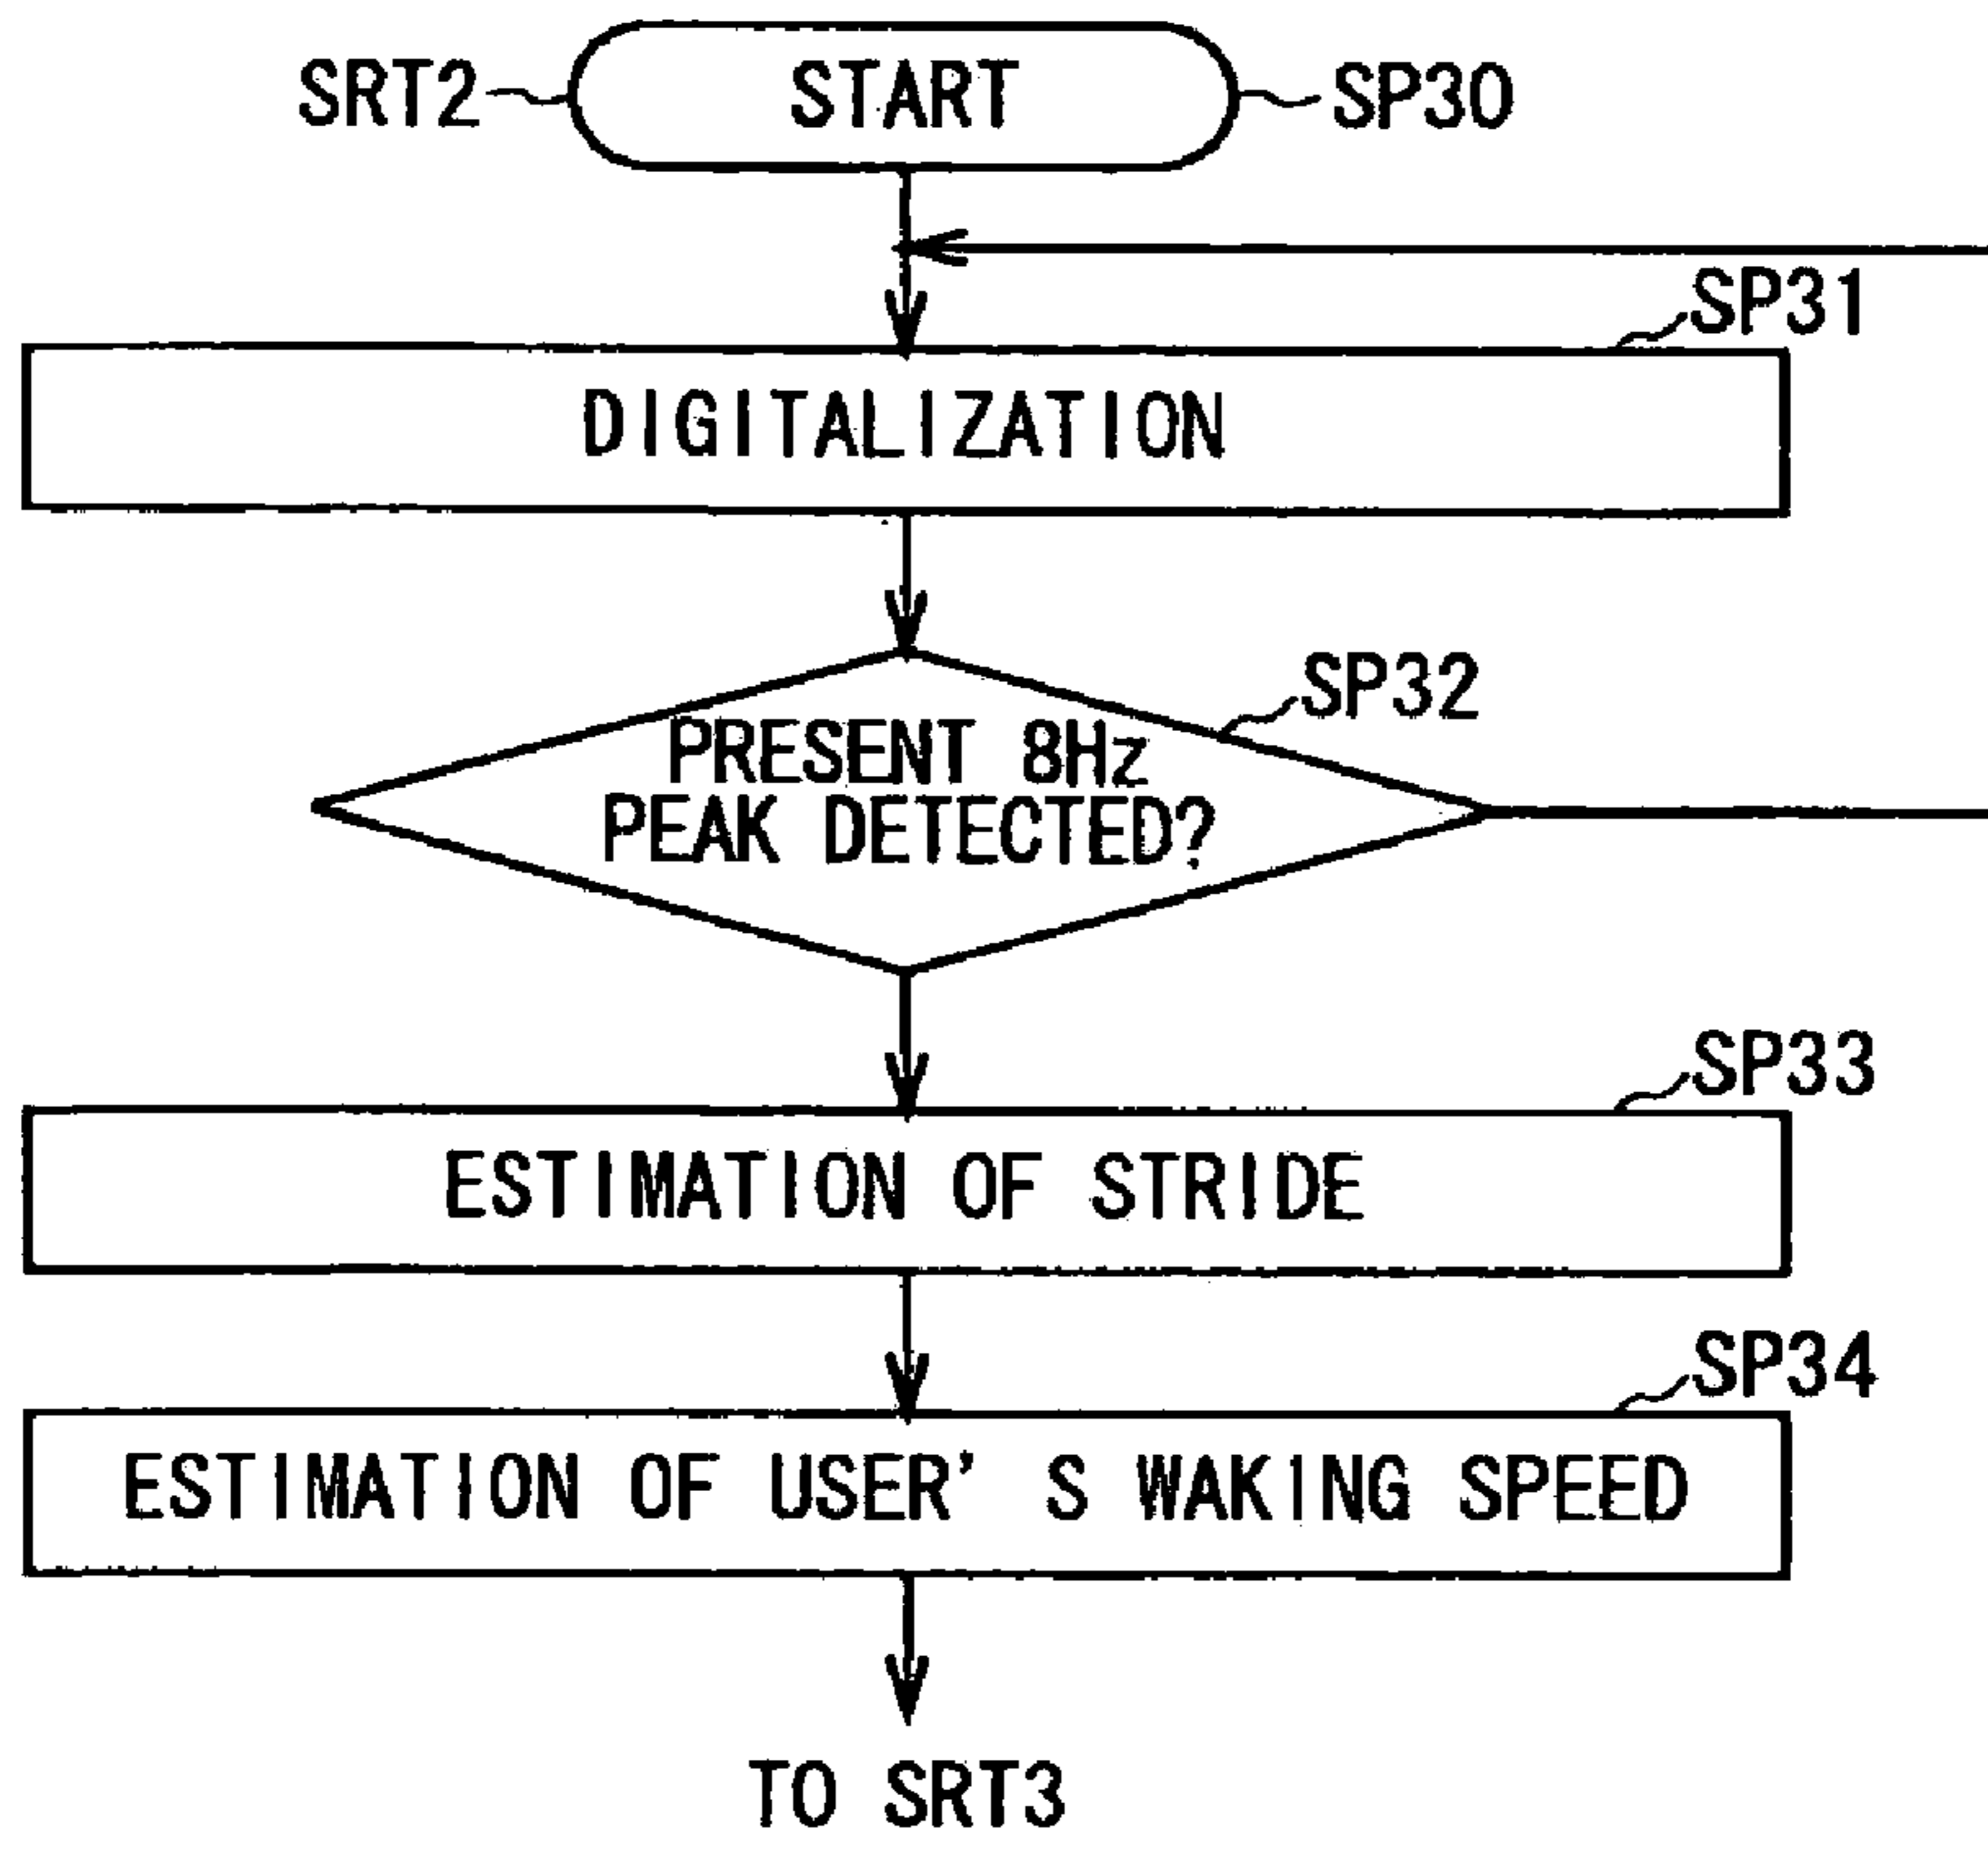 SRT2 START SP30
SP31
DIGITALIZATION
SP32
PRESENT 8Hz
PEAK DETECTED?
SP33
ESTIMATION OF STRIDE
SP34
ESTIMATION OF USER' S WAKING SPEED
TO SRT3